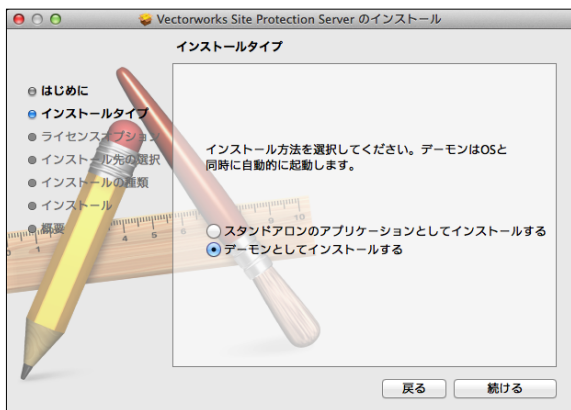 Vectorworks Site Protection Server のインストール
インストールタイプ
はじめに
インストールタイプ
ライセンスオプション
インストール先の選択
インストールの種類
インストール
概要
インストール方法を選択してください。デーモンはOSと
同時に自動的に起動します。
スタンドアロンのアプリケーションとしてインストールする
デーモンとしてインストールする
戻る
続ける